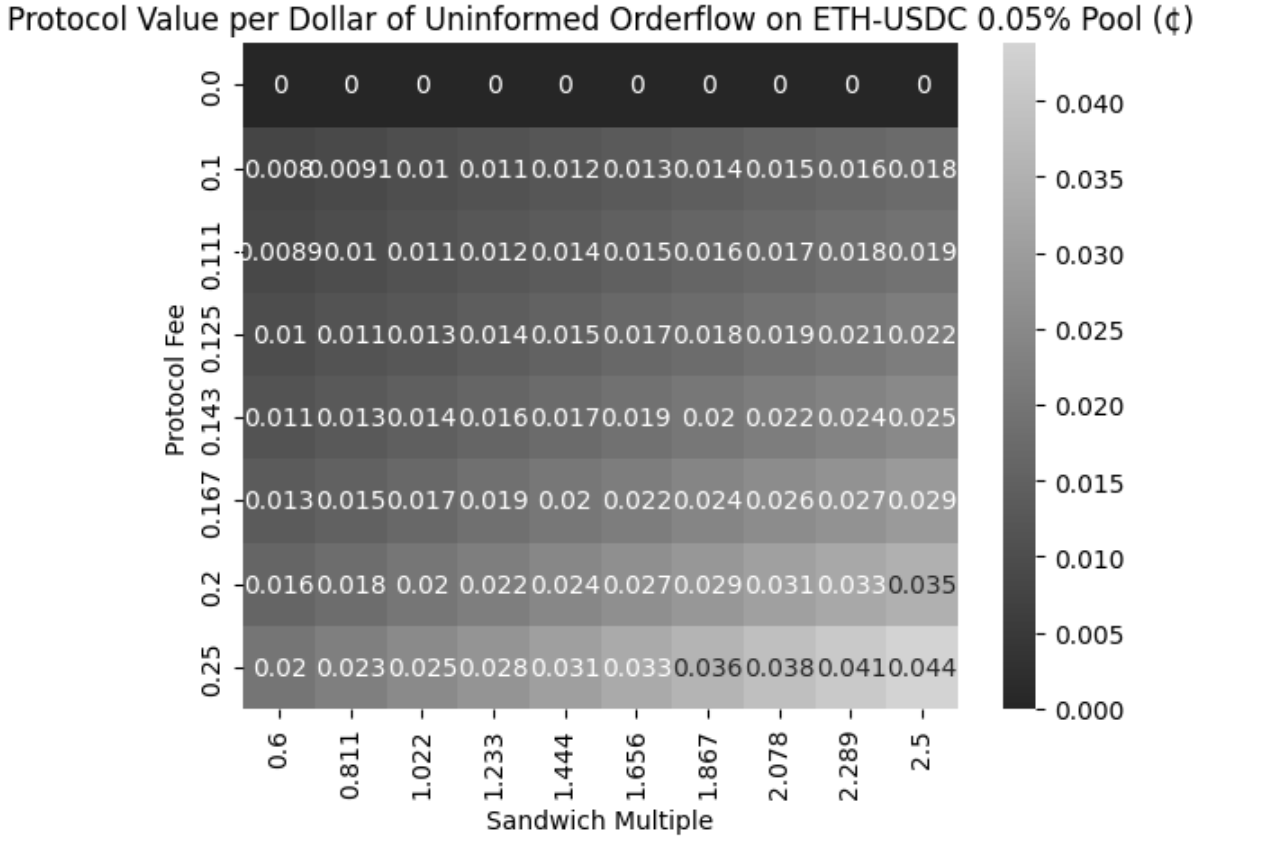 Protocol Value per Dollar of Uninformed Orderflow on ETH-USDC 0.05% Pool (¢)
Protocol Fee
0.0 0 0 0 0 0 0 0 0 0 0
0.1 0.008 0.0091 0.01 0.011 0.012 0.013 0.014 0.015 0.016 0.018
0.111 0.0089 0.01 0.011 0.012 0.014 0.015 0.016 0.017 0.018 0.019
0.125 0.01 0.011 0.013 0.014 0.015 0.017 0.018 0.019 0.021 0.022
0.143 0.011 0.013 0.014 0.016 0.017 0.019 0.02 0.022 0.024 0.025
0.167 0.013 0.015 0.017 0.019 0.02 0.022 0.024 0.026 0.027 0.029
0.2 0.016 0.018 0.02 0.022 0.024 0.027 0.029 0.031 0.033 0.035
0.25 0.02 0.023 0.025 0.028 0.031 0.033 0.036 0.038 0.041 0.044
0.6 0.811 1.022 1.233 1.444 1.656 1.867 2.078 2.289 2.5
Sandwich Multiple
0.040
0.035
0.030
0.025
0.020
0.015
0.010
0.005
0.000